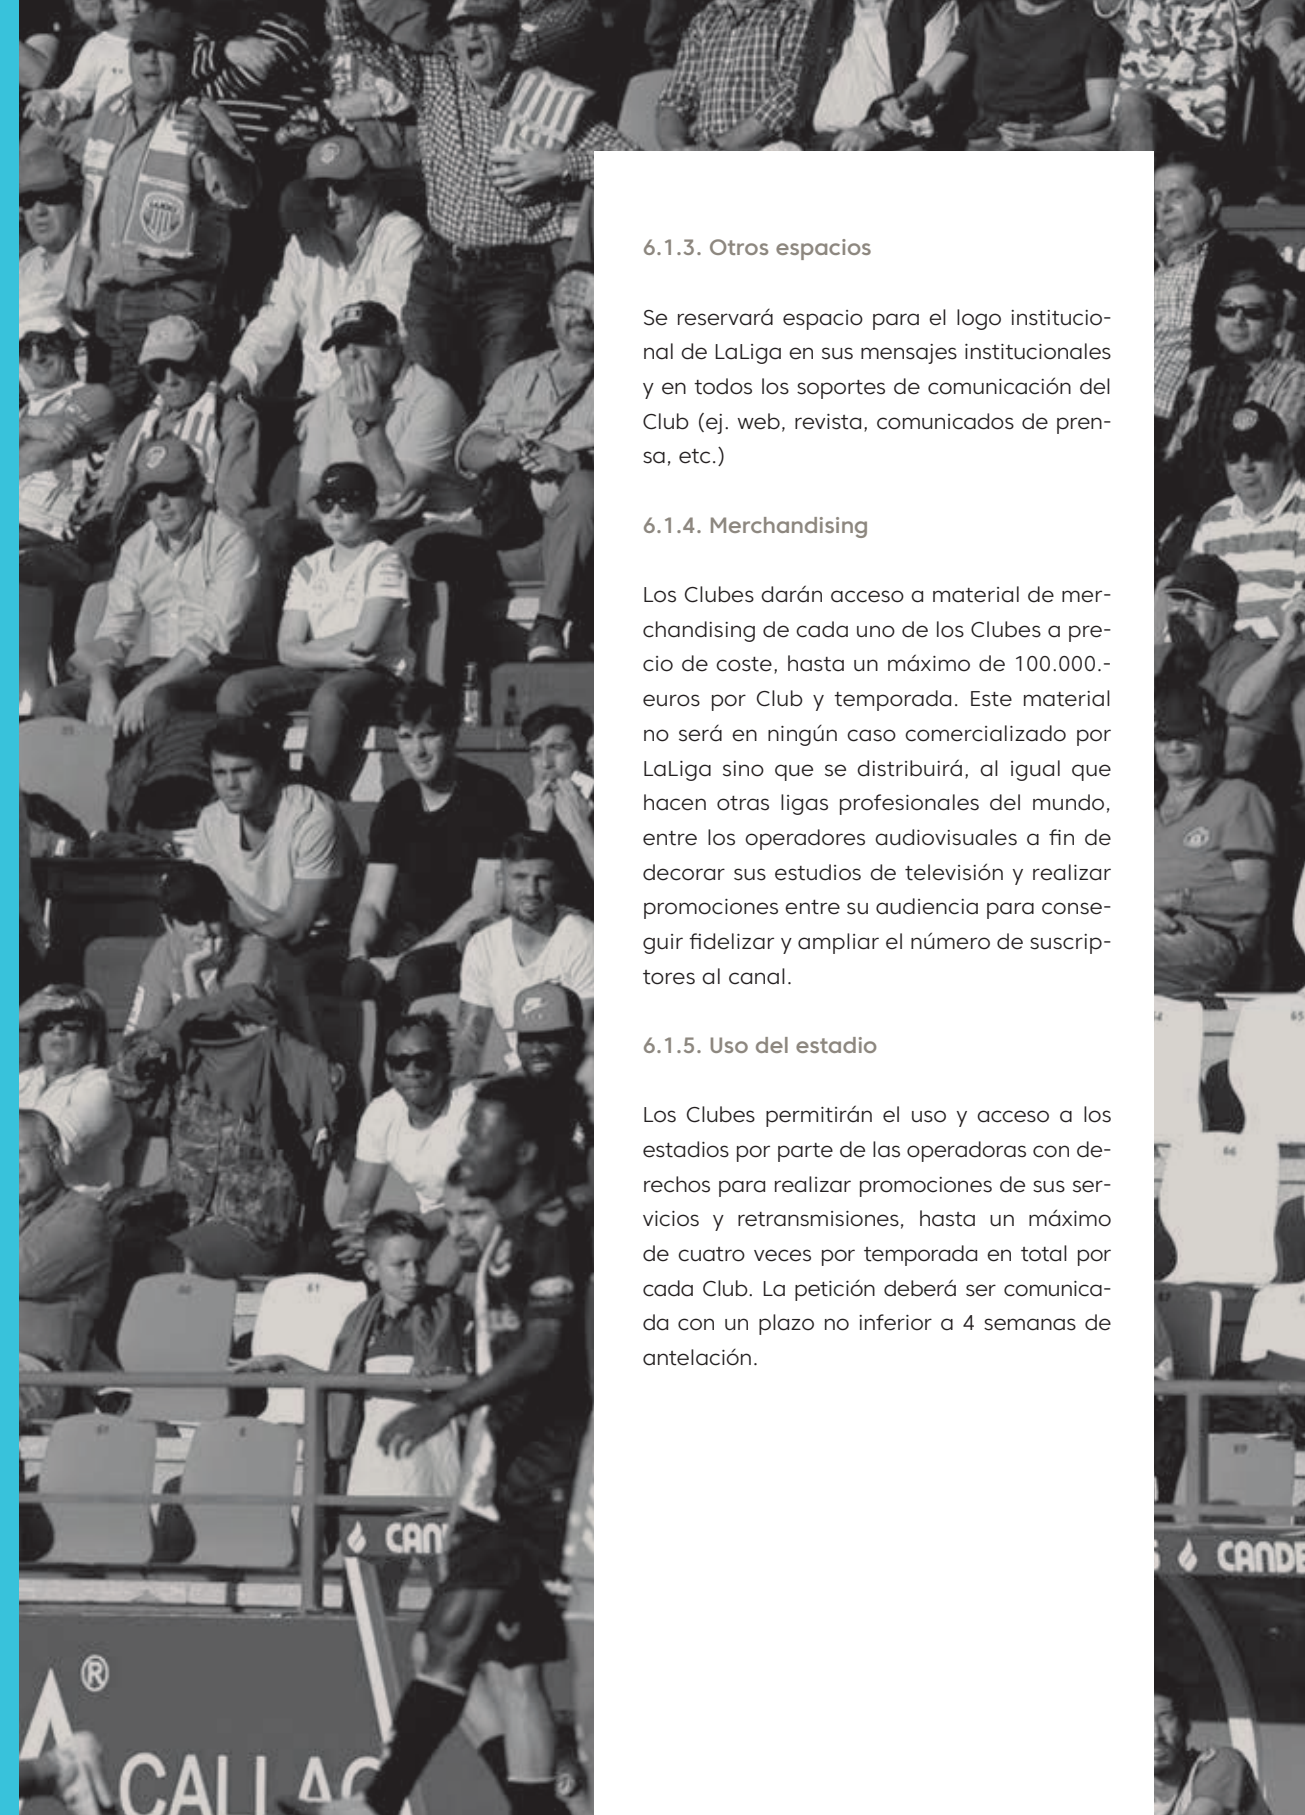 6.1.3. Otros espacios
Se reservará espacio para el logo institucio-
nal de LaLiga en sus mensajes institucionales
y en todos los soportes de comunicación del
Club (ej. web, revista, comunicados de pren-
sa, etc.)
6.1.4. Merchandising
Los Clubes darán acceso a material de mer-
chandising de cada uno de los Clubes a pre-
cio de coste, hasta un máximo de 100.000.-
euros por Club y temporada. Este material
no será en ningún caso comercializado por
LaLiga sino que se distribuirá, al igual que
hacen otras ligas profesionales del mundo,
entre los operadores audiovisuales a fin de
decorar sus estudios de televisión y realizar
promociones entre su audiencia para conse-
guir fidelizar y ampliar el número de suscrip-
tores al canal.
6.1.5. Uso del estadio
Los Clubes permitirán el uso y acceso a los
estadios por parte de las operadoras con de-
rechos para realizar promociones de sus ser-
vicios y retransmisiones, hasta un máximo
de cuatro veces por temporada en total por
cada Club. La petición deberá ser comunica-
da con un plazo no inferior a 4 semanas de
antelación.
65
66
61
CAN
CANDE
®
CALLAC